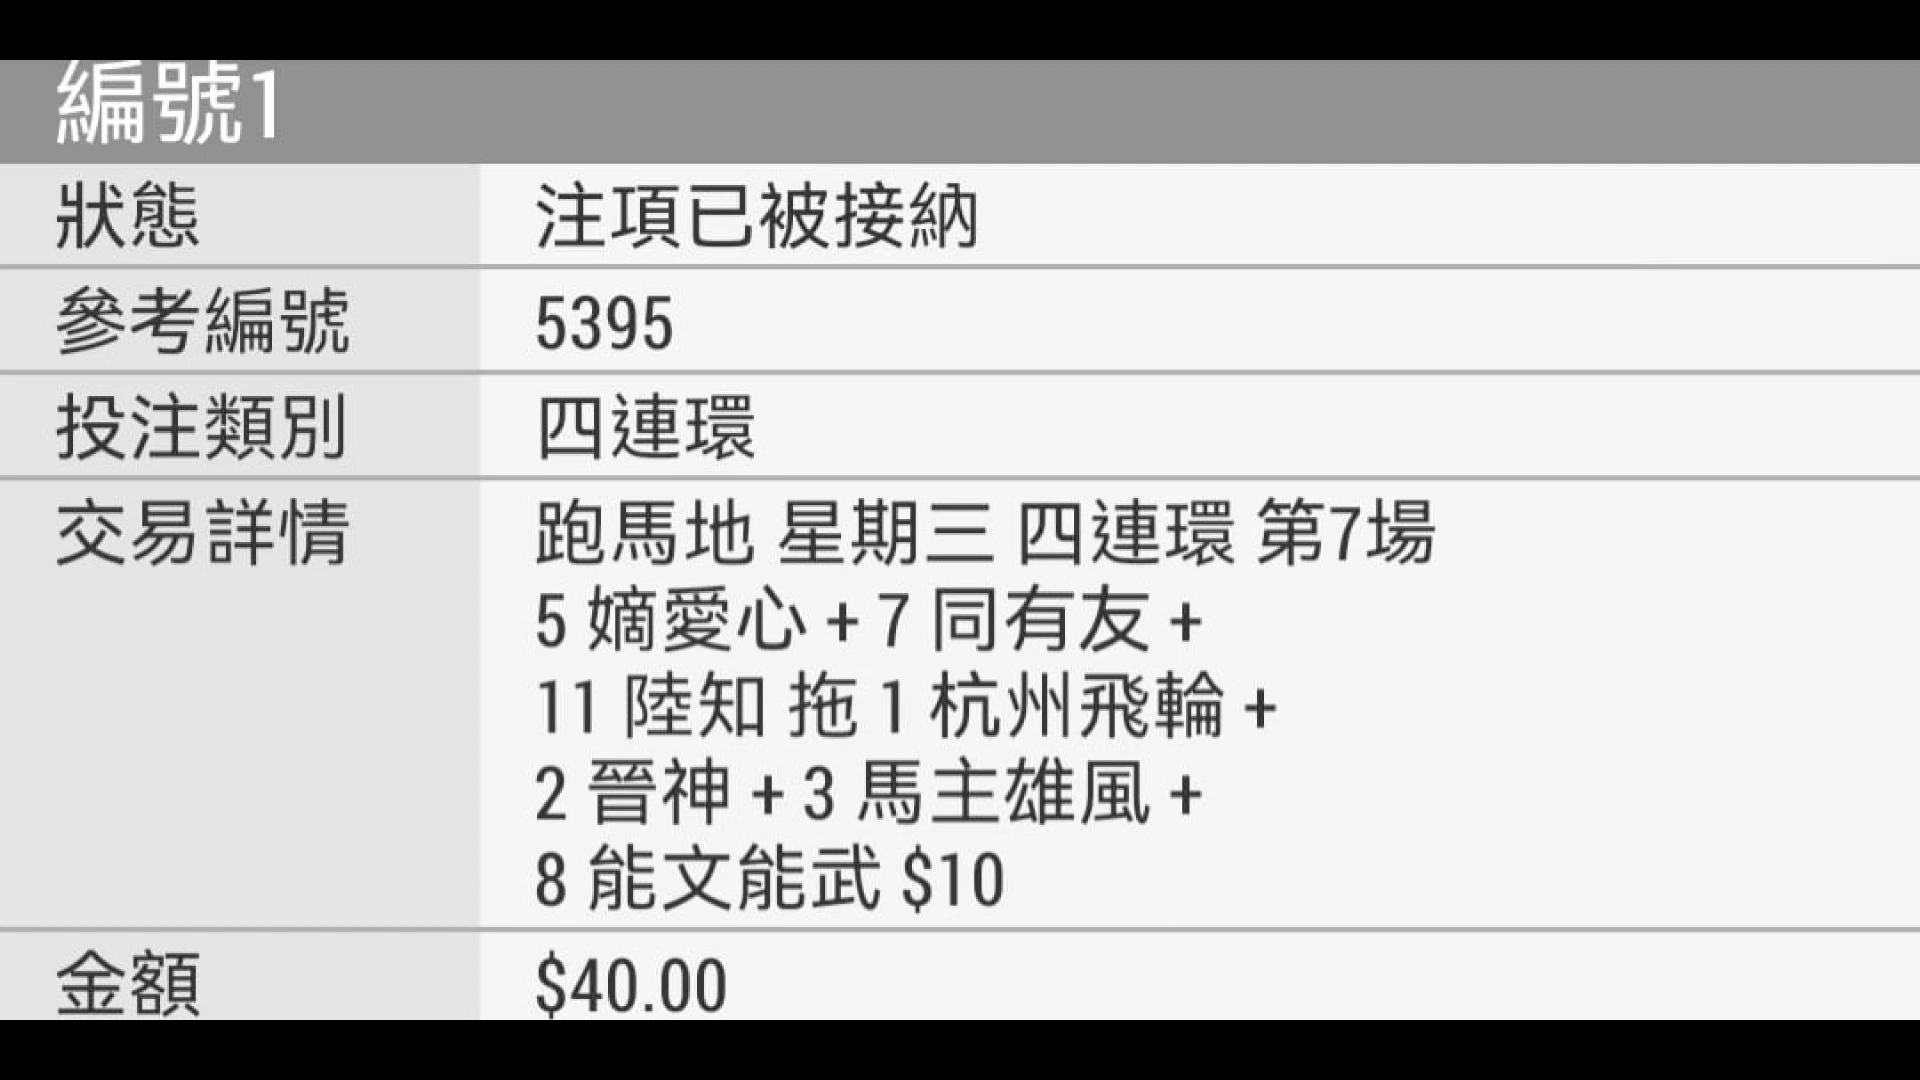 編號1
狀態 注項已被接納
參考編號 5395
投注類別 四連環
交易詳情 跑馬地 星期三 四連環 第7場
5 嫡愛心 + 7 同有友 +
11 陸知 拖 1 杭州飛輪 +
2 晉神 + 3 馬主雄風 +
8 能文能武 $10
金額 $40.00